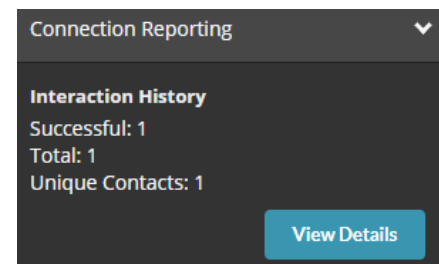 Connection Reporting
Interaction History
Successful: 1
Total: 1
Unique Contacts: 1
View Details